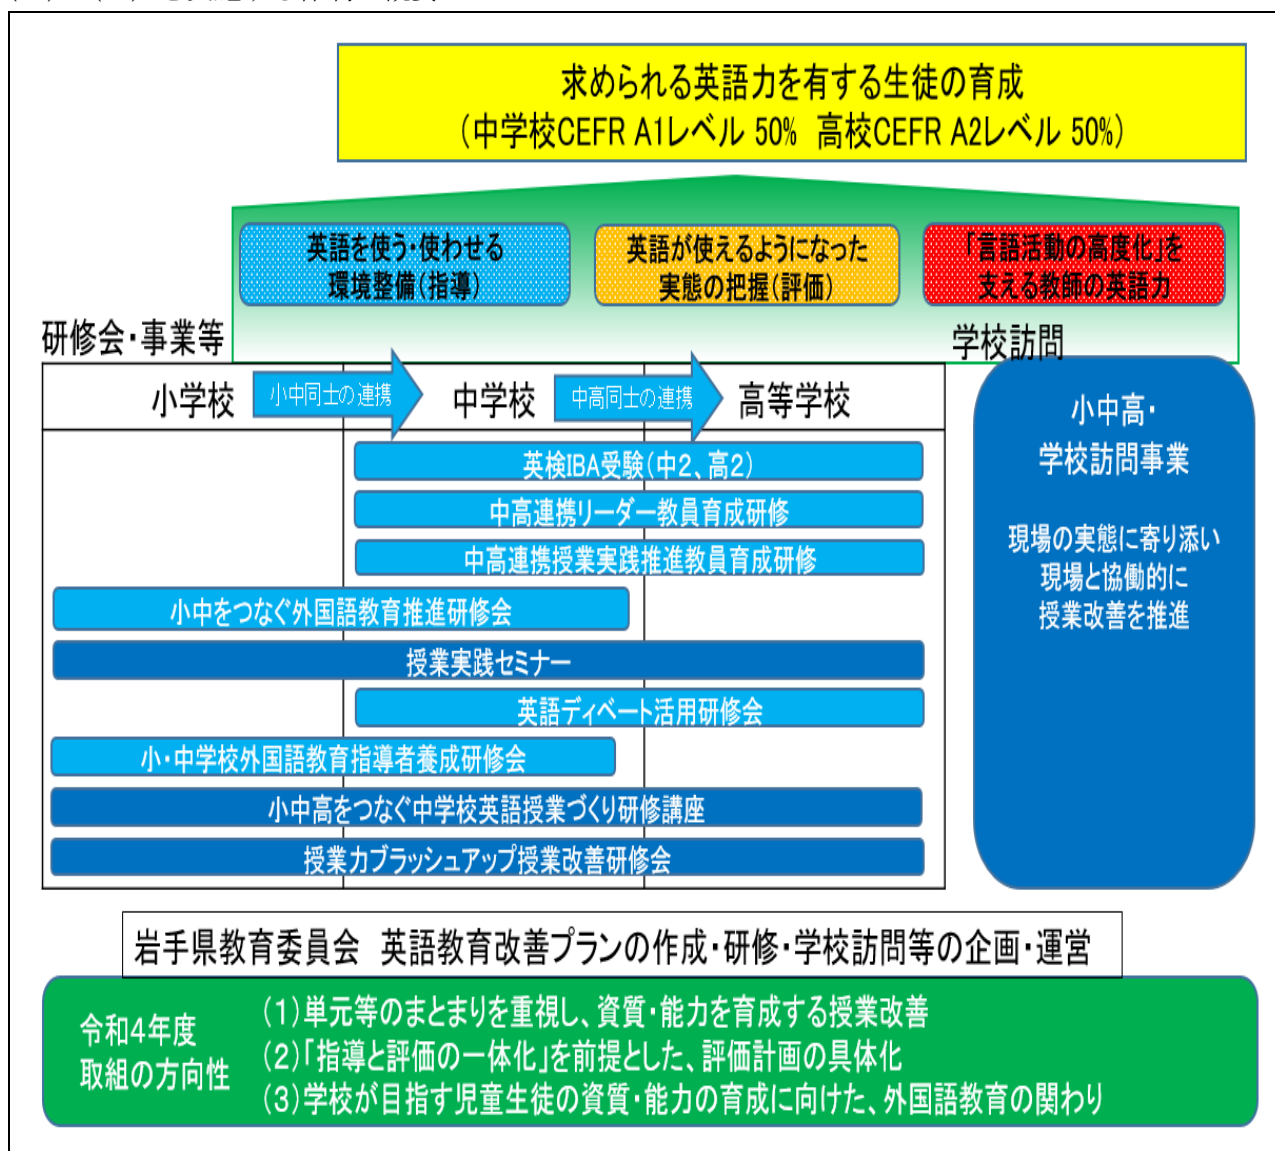 求められる英語力を有する生徒の育成
(中学校CEFR A1レベル 50% 高校CEFR A2レベル 50%)
英語を使う・使わせる
環境整備(指導)
英語が使えるようになった
実態の把握(評価)
「言語活動の高度化」を
支える教師の英語力
研修会・事業等
学校訪問
小学校
小中同士の連携
中学校
中高同士の連携
高等学校
英検IBA受験(中2、高2)
中高連携リーダー教員育成研修
中高連携授業実践推進教員育成研修
小中をつなぐ外国語教育推進研修会
授業実践セミナー
英語ディベート活用研修会
小・中学校外国語教育指導者養成研修会
小中高をつなぐ中学校英語授業づくり研修講座
授業力ブラッシュアップ授業改善研修会
小中高・
学校訪問事業
現場の実態に寄り添い
現場と協働的に
授業改善を推進
岩手県教育委員会 英語教育改善プランの作成・研修・学校訪問等の企画・運営
令和4年度
取組の方向性
(1)単元等のまとまりを重視し、資質・能力を育成する授業改善
(2)「指導と評価の一体化」を前提とした、評価計画の具体化
(3)学校が目指す児童生徒の資質・能力の育成に向けた、外国語教育の関わり